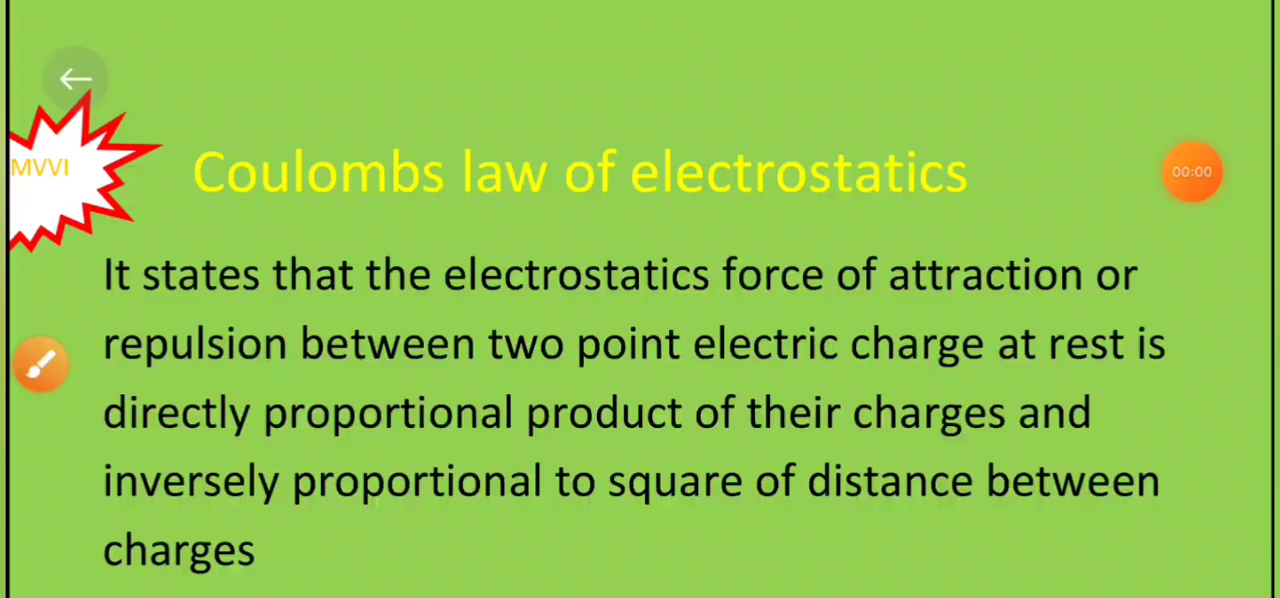 MVVI
Coulombs law of electrostatics
00:00
It states that the electrostatics force of attraction or
repulsion between two point electric charge at rest is
directly proportional product of their charges and
inversely proportional to square of distance between
charges